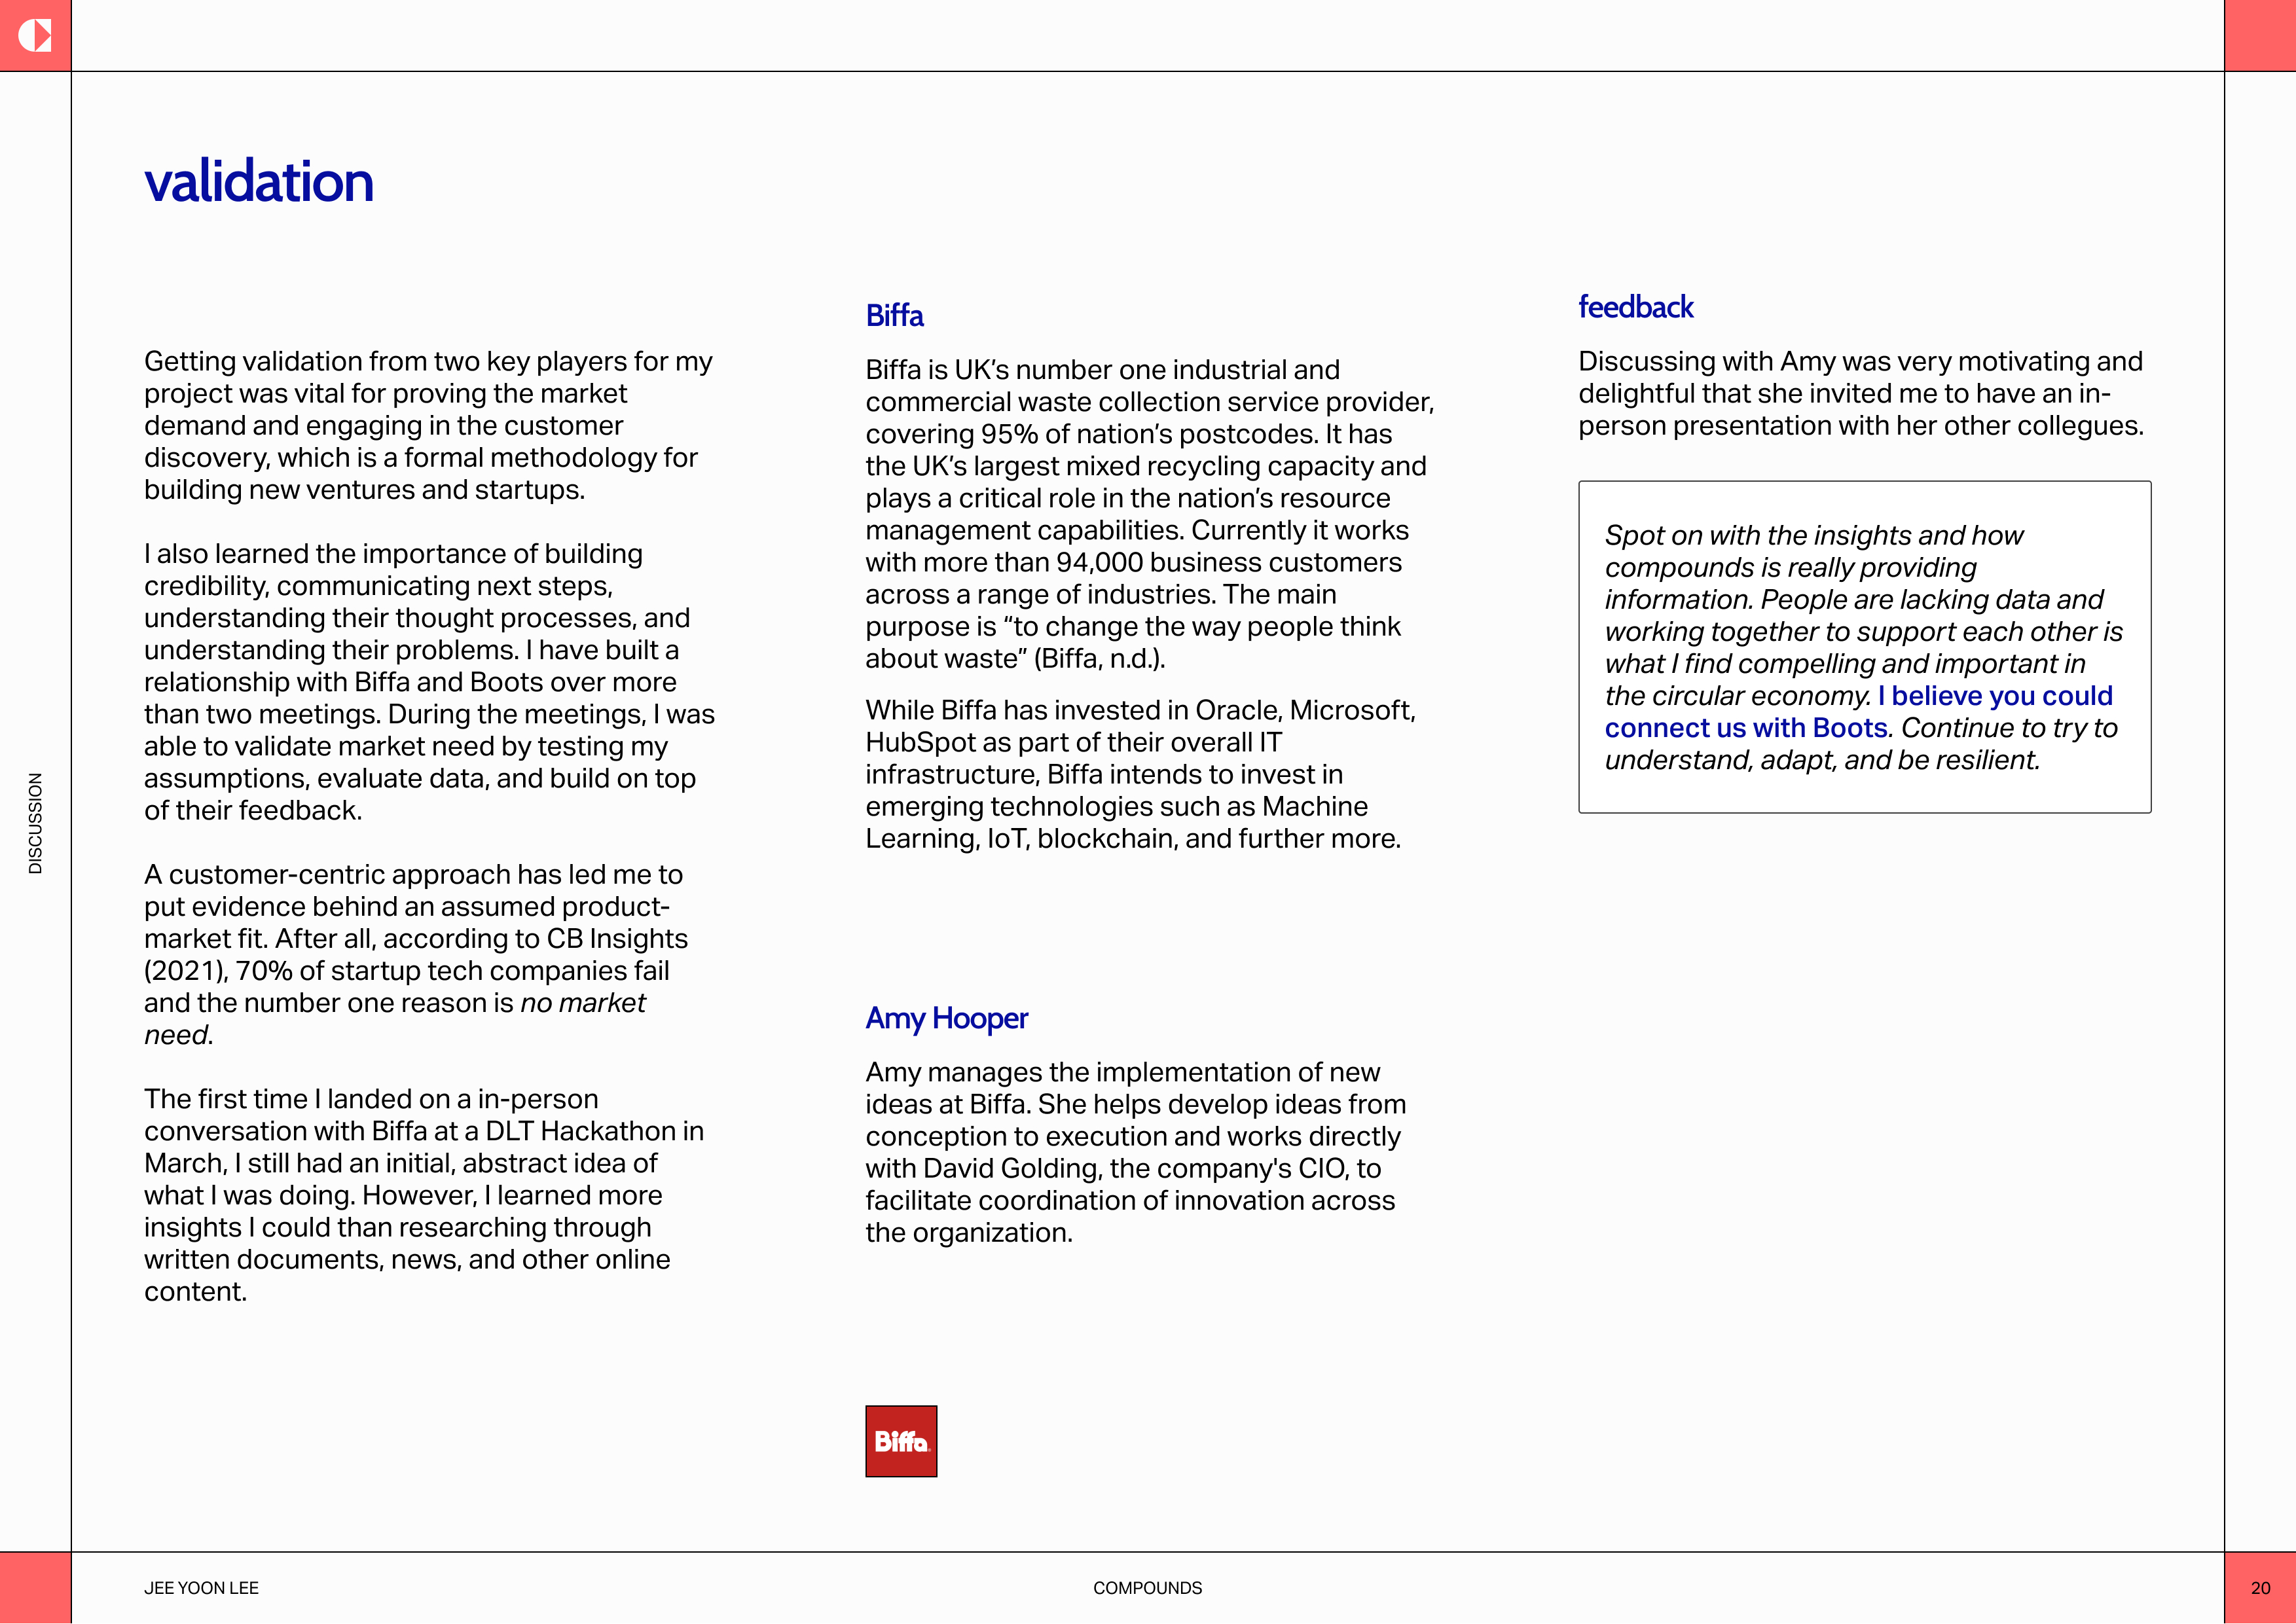 validation
Getting validation from two key players for my
project was vital for proving the market
demand and engaging in the customer
discovery, which is a formal methodology for
building new ventures and startups.
I also learned the importance of building
credibility, communicating next steps,
understanding their thought processes, and
understanding their problems. I have built a
relationship with Biffa and Boots over more
than two meetings. During the meetings, I was
able to validate market need by testing my
assumptions, evaluate data, and build on top
of their feedback.
A customer-centric approach has led me to
put evidence behind an assumed product-
market fit. After all, according to CB Insights
(2021), 70% of startup tech companies fail
and the number one reason is no market
need.
The first time I landed on a in-person
conversation with Biffa at a DLT Hackathon in
March, I still had an initial, abstract idea of
what I was doing. However, I learned more
insights I could than researching through
written documents, news, and other online
content.
Biffa
Biffa is UK’s number one industrial and
commercial waste collection service provider,
covering 95% of nation’s postcodes. It has
the UK’s largest mixed recycling capacity and
plays a critical role in the nation’s resource
management capabilities. Currently it works
with more than 94,000 business customers
across a range of industries. The main
purpose is “to change the way people think
about waste” (Biffa, n.d.).
While Biffa has invested in Oracle, Microsoft,
HubSpot as part of their overall IT
infrastructure, Biffa intends to invest in
emerging technologies such as Machine
Learning, IoT, blockchain, and further more.
Amy Hooper
Amy manages the implementation of new
ideas at Biffa. She helps develop ideas from
conception to execution and works directly
with David Golding, the company's CIO, to
facilitate coordination of innovation across
the organization.
Biffa
feedback
Discussing with Amy was very motivating and
delightful that she invited me to have an in-
person presentation with her other collegues.
Spot on with the insights and how
compounds is really providing
information. People are lacking data and
working together to support each other is
what I find compelling and important in
the circular economy. I believe you could
connect us with Boots. Continue to try to
understand, adapt, and be resilient.
DISCUSSION
JEE YOON LEE
COMPOUNDS
20